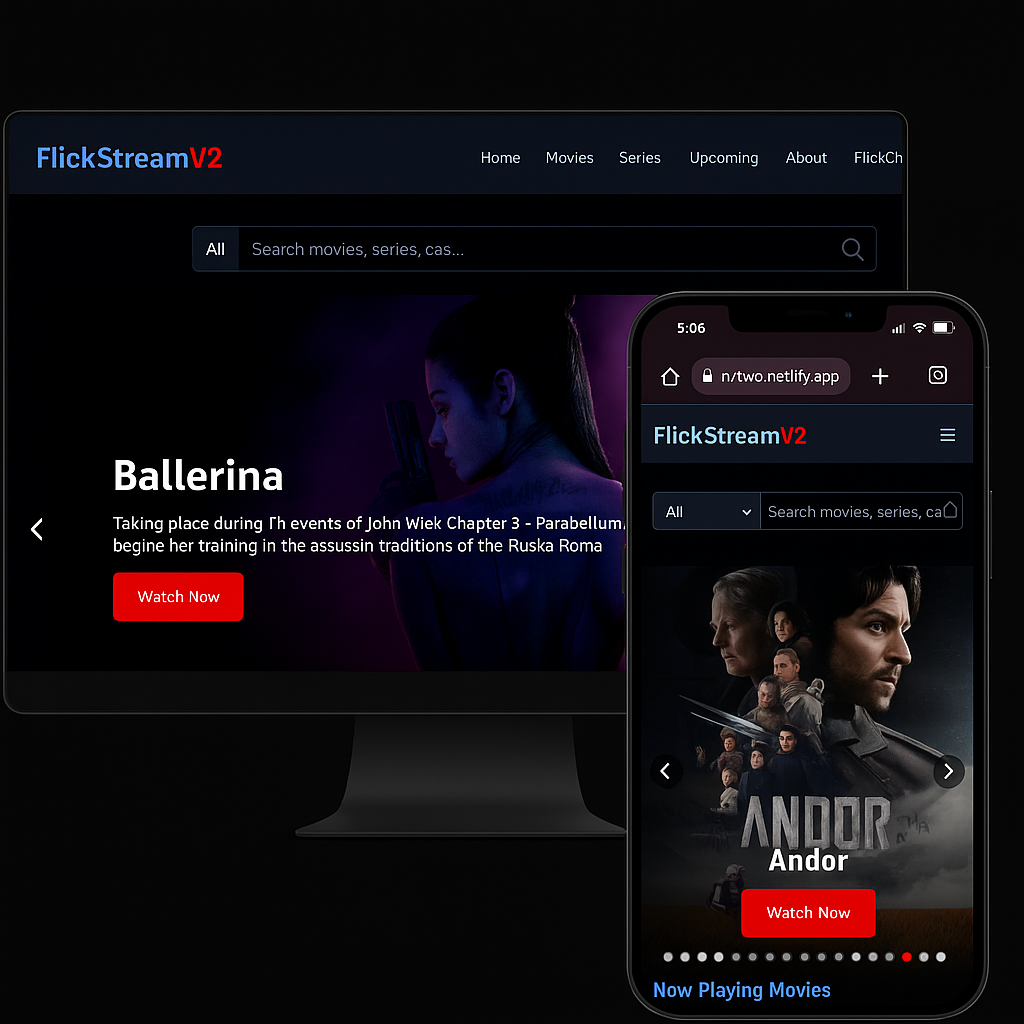 FlickStreamV2
Home Movies Series Upcoming About FlickCh
All Search movies, series, cas...
Ballerina
Taking place during Th events of John Wiek Chapter 3 - Parabellum,
begine her training in the assussin traditions of the Ruska Roma
Watch Now
5:06
n/two.netlify.app
FlickStreamV2
All Search movies, series, ca
ANDOR
Andor
Watch Now
Now Playing Movies